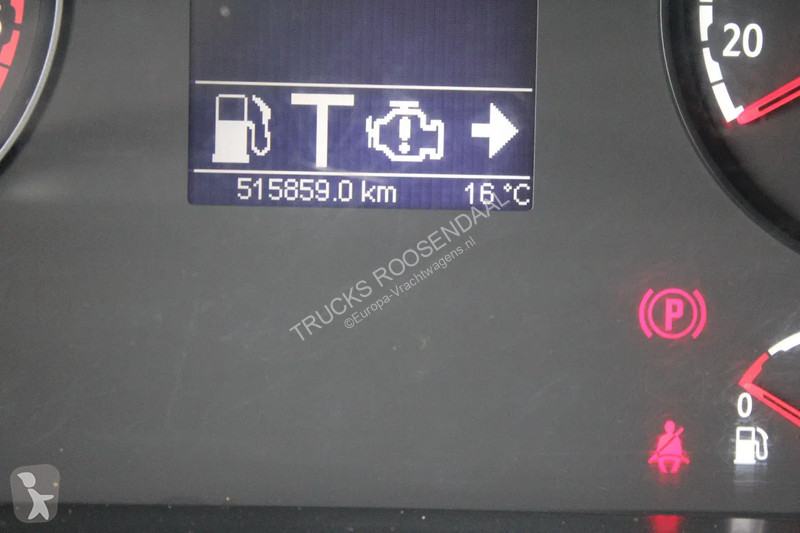 20
T
515859.0 km 16 °C
TRUCKS ROOSENDAAL
©Europa-Vrachtwagens.nl
P
0